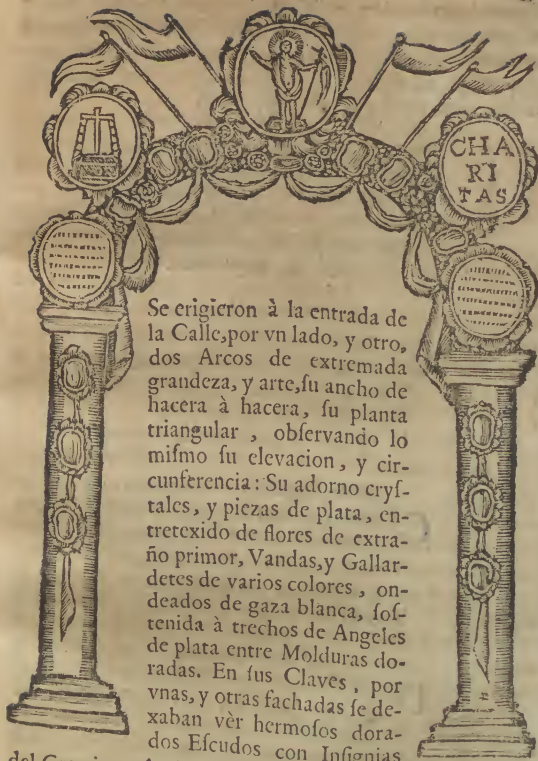 CHA
RI
TAS
Se erigieron à la entrada de
la Calle,por vn lado, y otro,
dos Arcos de extremada
grandeza, y arte,ſu ancho de
hacera à hacera, ſu planta
triangular , obſervando lo
miſmo ſu elevacion, y cir-
cunferencia: Su adorno cryſ-
tales, y piezas de plata, en-
tretexido de flores de extra-
ño primor, Vandas,y Gallar-
detes de varios colores , on-
deados de gaza blanca, ſoſ-
tenida à trechos de Angeles
de plata entre Molduras do-
radas. En ſus Claves , por
vnas, y otras fachadas ſe de-
xaban vèr hermoſos dora-
dos Eſcudos con Inſignias
del